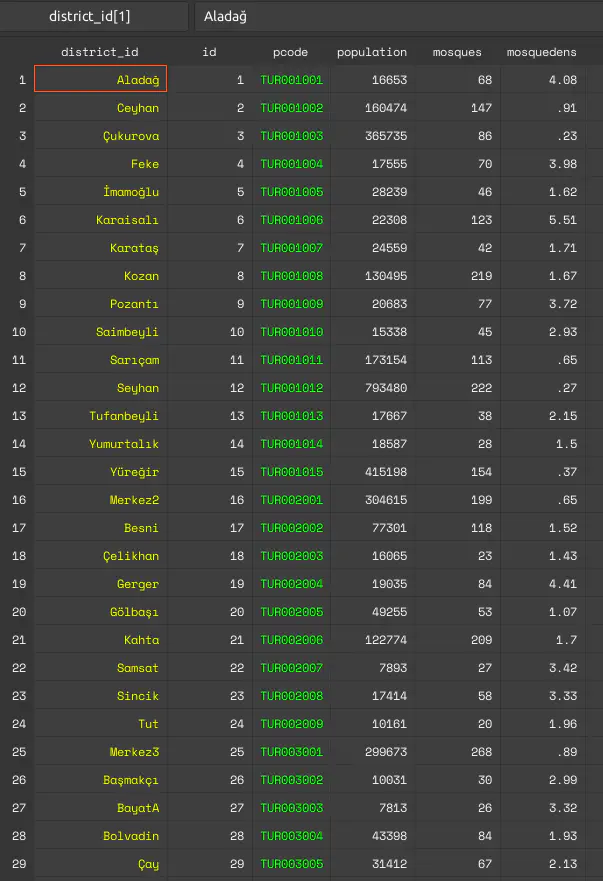 district_id[1] Aladağ
district_id id pcode population mosques mosquedens
1 Aladağ 1 TUR001001 16653 68 4.08
2 Ceyhan 2 TUR001002 160474 147 .91
3 Çukurova 3 TUR001003 365735 86 .23
4 Feke 4 TUR001004 17555 70 3.98
5 İmamoğlu 5 TUR001005 28239 46 1.62
6 Karaisalı 6 TUR001006 22308 123 5.51
7 Karataş 7 TUR001007 24559 42 1.71
8 Kozan 8 TUR001008 130495 219 1.67
9 Pozantı 9 TUR001009 20683 77 3.72
10 Saimbeyli 10 TUR001010 15338 45 2.93
11 Sarıçam 11 TUR001011 173154 113 .65
12 Seyhan 12 TUR001012 793480 222 .27
13 Tufanbeyli 13 TUR001013 17667 38 2.15
14 Yumurtalık 14 TUR001014 18587 28 1.5
15 Yüreğir 15 TUR001015 415198 154 .37
16 Merkez2 16 TUR002001 304615 199 .65
17 Besni 17 TUR002002 77301 118 1.52
18 Çelikhan 18 TUR002003 16065 23 1.43
19 Gerger 19 TUR002004 19035 84 4.41
20 Gölbaşı 20 TUR002005 49255 53 1.07
21 Kahta 21 TUR002006 122774 209 1.7
22 Samsat 22 TUR002007 7893 27 3.42
23 Sincik 23 TUR002008 17414 58 3.33
24 Tut 24 TUR002009 10161 20 1.96
25 Merkez3 25 TUR003001 299673 268 .89
26 Başmakçı 26 TUR003002 10031 30 2.99
27 BayatA 27 TUR003003 7813 26 3.32
28 Bolvadin 28 TUR003004 43398 84 1.93
29 Çay 29 TUR003005 31412 67 2.13